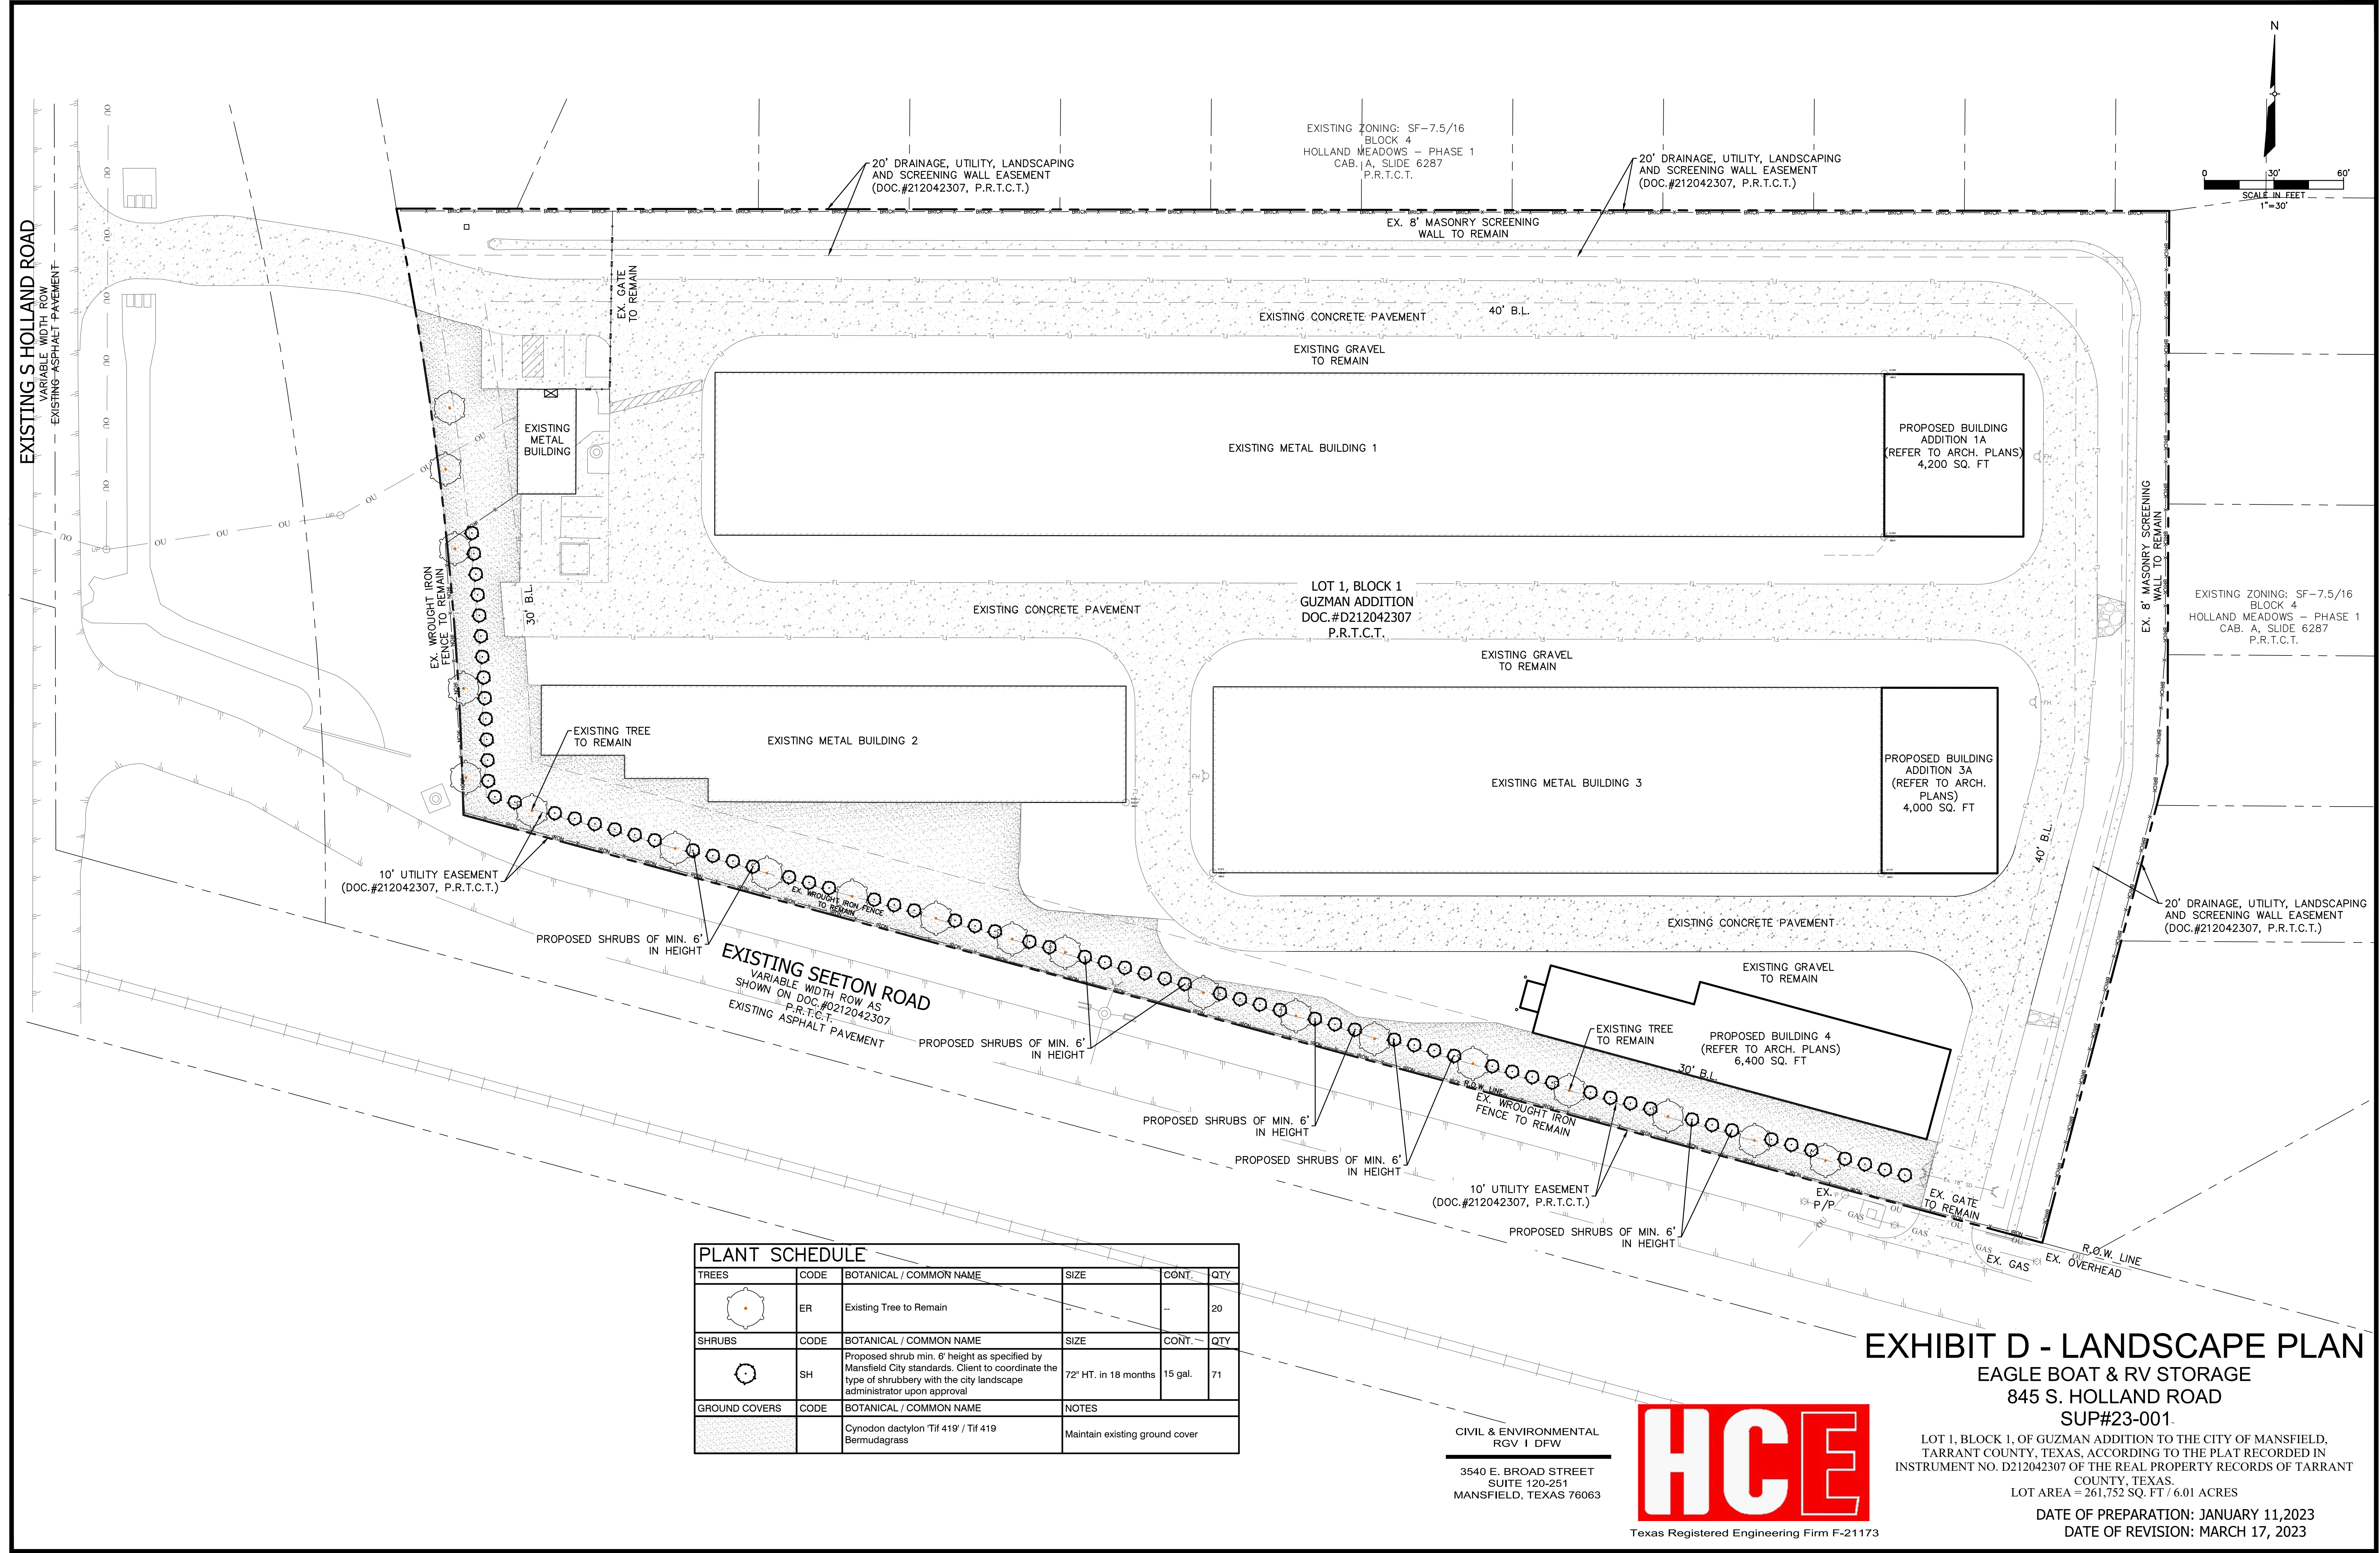 N
0 30' 60'
SCALE IN FEET
1"=30'
EXISTING S HOLLAND ROAD
VARIABLE WIDTH ROW
EXISTING ASPHALT PAVEMENT
20' DRAINAGE, UTILITY, LANDSCAPING
AND SCREENING WALL EASEMENT
(DOC.#212042307, P.R.T.C.T.)
EXISTING ZONING: SF-7.5/16
BLOCK 4
HOLLAND MEADOWS - PHASE 1
CAB. A, SLIDE 6287
P.R.T.C.T.
20' DRAINAGE, UTILITY, LANDSCAPING
AND SCREENING WALL EASEMENT
(DOC.#212042307, P.R.T.C.T.)
EX. 8' MASONRY SCREENING
WALL TO REMAIN
EX. GATE
TO REMAIN
40' B.L.
EXISTING CONCRETE PAVEMENT
EXISTING GRAVEL
TO REMAIN
EXISTING
METAL
BUILDING
EXISTING METAL BUILDING 1
PROPOSED BUILDING
ADDITION 1A
(REFER TO ARCH. PLANS)
4,200 SQ. FT
EX. 8' MASONRY SCREENING
WALL TO REMAIN
EXISTING ZONING: SF-7.5/16
BLOCK 4
HOLLAND MEADOWS - PHASE 1
CAB. A, SLIDE 6287
P.R.T.C.T.
EX. WROUGHT IRON
FENCE TO REMAIN
30' B.L.
EXISTING CONCRETE PAVEMENT
LOT 1, BLOCK 1
GUZMAN ADDITION
DOC.#D212042307
P.R.T.C.T.
EXISTING GRAVEL
TO REMAIN
EXISTING TREE
TO REMAIN
EXISTING METAL BUILDING 2
EXISTING METAL BUILDING 3
PROPOSED BUILDING
ADDITION 3A
(REFER TO ARCH.
PLANS)
4,000 SQ. FT
40' B.L.
10' UTILITY EASEMENT
(DOC.#212042307, P.R.T.C.T.)
EX. WROUGHT IRON FENCE
TO REMAIN
20' DRAINAGE, UTILITY, LANDSCAPING
AND SCREENING WALL EASEMENT
(DOC.#212042307, P.R.T.C.T.)
EXISTING CONCRETE PAVEMENT
PROPOSED SHRUBS OF MIN. 6'
IN HEIGHT
EXISTING SEETON ROAD
VARIABLE WIDTH ROW AS
SHOWN ON DOC.#0212042307
P.R.T.C.T.
EXISTING ASPHALT PAVEMENT
EXISTING GRAVEL
TO REMAIN
PROPOSED SHRUBS OF MIN. 6'
IN HEIGHT
EXISTING TREE
TO REMAIN
PROPOSED BUILDING 4
(REFER TO ARCH. PLANS)
6,400 SQ. FT
30' B.L.
R.O.W. LINE
EX. WROUGHT IRON
FENCE TO REMAIN
PROPOSED SHRUBS OF MIN. 6'
IN HEIGHT
PROPOSED SHRUBS OF MIN. 6'
IN HEIGHT
10' UTILITY EASEMENT
(DOC.#212042307, P.R.T.C.T.)
PROPOSED SHRUBS OF MIN. 6'
IN HEIGHT
EX.
P/P
EX. GATE
TO REMAIN
EX. GAS
EX. OVERHEAD
R.O.W. LINE
PLANT SCHEDULE
TREES CODE BOTANICAL / COMMON NAME SIZE CONT. QTY
ER Existing Tree to Remain -- -- 20
SHRUBS CODE BOTANICAL / COMMON NAME SIZE CONT. QTY
SH Proposed shrub min. 6' height as specified by
Mansfield City standards. Client to coordinate the
type of shrubbery with the city landscape
administrator upon approval
72" HT. in 18 months 15 gal. 71
GROUND COVERS CODE BOTANICAL / COMMON NAME NOTES
Cynodon dactylon 'Tif 419' / Tif 419
Bermudagrass
Maintain existing ground cover
CIVIL & ENVIRONMENTAL
RGV | DFW
3540 E. BROAD STREET
SUITE 120-251
MANSFIELD, TEXAS 76063
HCE
Texas Registered Engineering Firm F-21173
EXHIBIT D - LANDSCAPE PLAN
EAGLE BOAT & RV STORAGE
845 S. HOLLAND ROAD
SUP#23-001
LOT 1, BLOCK 1, OF GUZMAN ADDITION TO THE CITY OF MANSFIELD,
TARRANT COUNTY, TEXAS, ACCORDING TO THE PLAT RECORDED IN
INSTRUMENT NO. D212042307 OF THE REAL PROPERTY RECORDS OF TARRANT
COUNTY, TEXAS.
LOT AREA = 261,752 SQ. FT / 6.01 ACRES
DATE OF PREPARATION: JANUARY 11,2023
DATE OF REVISION: MARCH 17, 2023